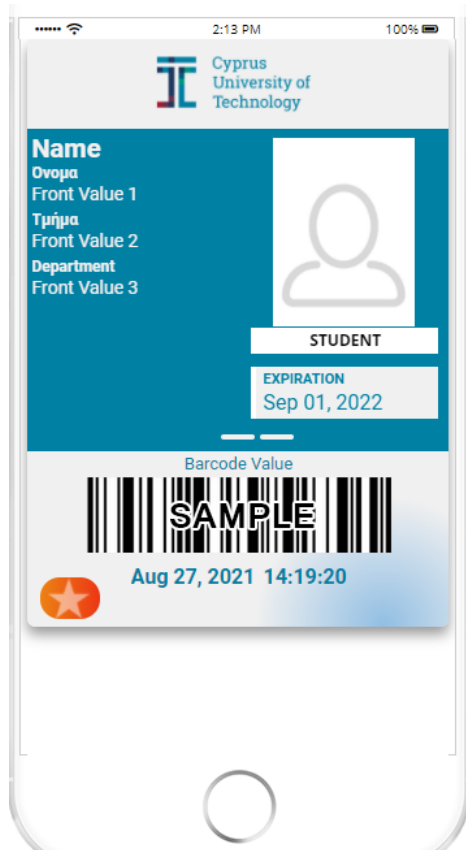 2:13 PM
100%
Cyprus
University of
Technology
Name
Ονομα
Front Value 1
Τμήμα
Front Value 2
Department
Front Value 3
STUDENT
EXPIRATION
Sep 01, 2022
Barcode Value
SAMPLE
Aug 27, 2021 14:19:20